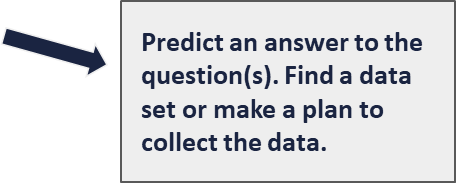 Predict an answer to the
question(s). Find a data
set or make a plan to
collect the data.